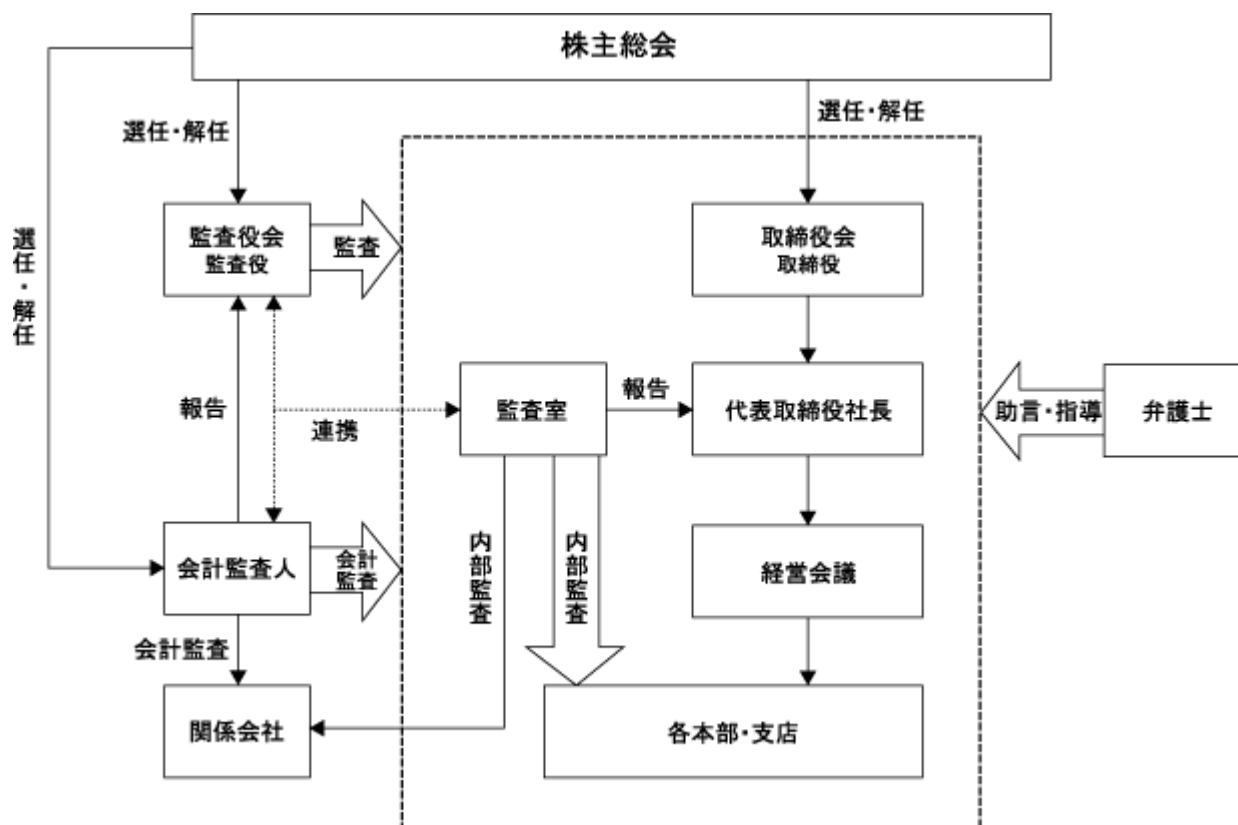 株主総会
選任・解任
選任・解任
選任・解任
監査役会
監査役
監査
取締役会
取締役
報告
連携
監査室
報告
代表取締役社長
助言・指導
弁護士
会計監査人
会計
監査
内部監査
内部監査
経営会議
会計監査
関係会社
各本部・支店